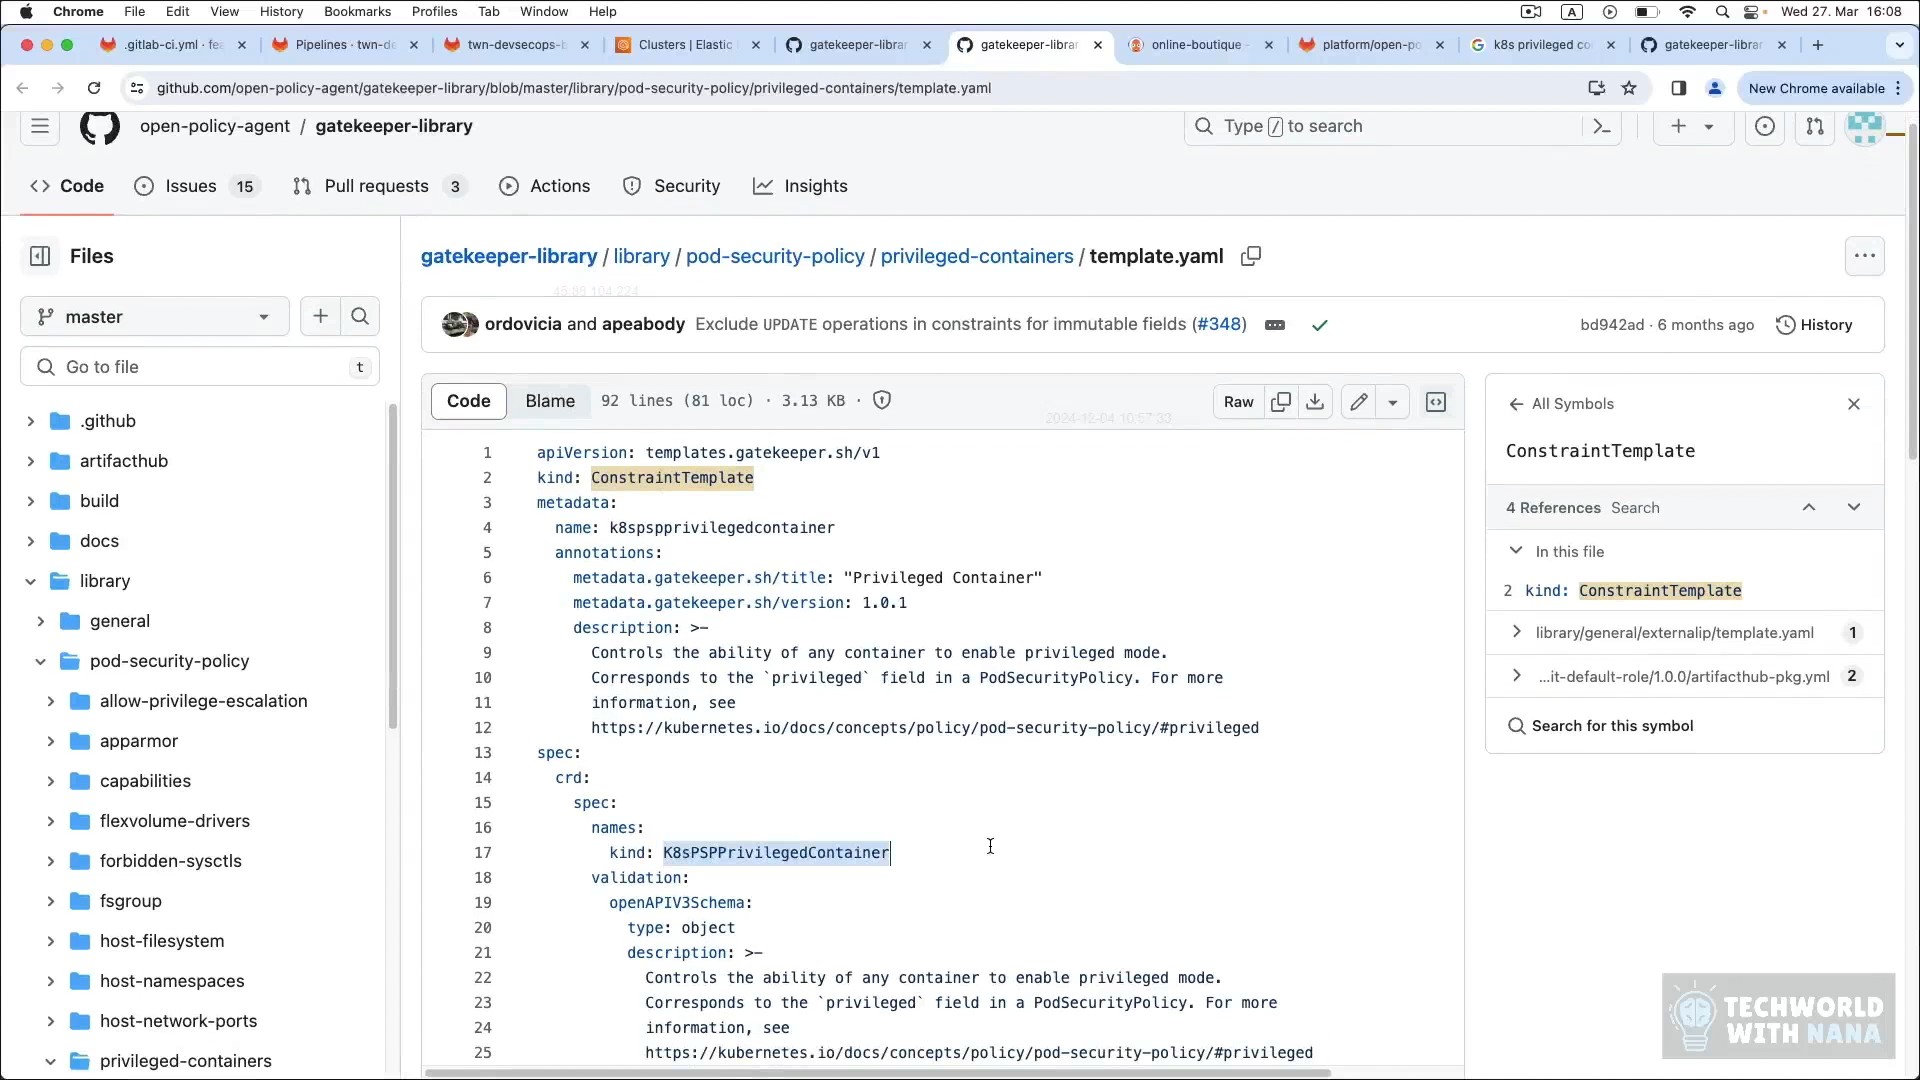 Chrome File Edit View History Bookmarks Profiles Tab Window Help A Wed 27. Mar 16:08
.gitlab-ci.yml · fea Pipelines · twn-de twn-devsecops-b Clusters | Elastic gatekeeper-librar gatekeeper-librar online-boutique - platform/open-po k8s privileged co gatekeeper-librar
github.com/open-policy-agent/gatekeeper-library/blob/master/library/pod-security-policy/privileged-containers/template.yaml New Chrome available
open-policy-agent / gatekeeper-library Type / to search
Code Issues 15 Pull requests 3 Actions Security Insights
Files
master
Go to file t
.github
artifacthub
build
docs
library
general
pod-security-policy
allow-privilege-escalation
apparmor
capabilities
flexvolume-drivers
forbidden-sysctls
fsgroup
host-filesystem
host-namespaces
host-network-ports
privileged-containers
gatekeeper-library / library / pod-security-policy / privileged-containers / template.yaml
45.88.104.224
ordovicia and apeabody Exclude UPDATE operations in constraints for immutable fields (#348) bd942ad · 6 months ago History
Code Blame 92 lines (81 loc) · 3.13 KB · Raw
2024-12-04 10:57:33
1 apiVersion: templates.gatekeeper.sh/v1
2 kind: ConstraintTemplate
3 metadata:
4 name: k8spspprivilegedcontainer
5 annotations:
6 metadata.gatekeeper.sh/title: "Privileged Container"
7 metadata.gatekeeper.sh/version: 1.0.1
8 description: >-
9 Controls the ability of any container to enable privileged mode.
10 Corresponds to the `privileged` field in a PodSecurityPolicy. For more
11 information, see
12 https://kubernetes.io/docs/concepts/policy/pod-security-policy/#privileged
13 spec:
14 crd:
15 spec:
16 names:
17 kind: K8sPSPPrivilegedContainer
18 validation:
19 openAPIV3Schema:
20 type: object
21 description: >-
22 Controls the ability of any container to enable privileged mode.
23 Corresponds to the `privileged` field in a PodSecurityPolicy. For more
24 information, see
25 https://kubernetes.io/docs/concepts/policy/pod-security-policy/#privileged
All Symbols
ConstraintTemplate
4 References Search
In this file
2 kind: ConstraintTemplate
library/general/externalip/template.yaml 1
...it-default-role/1.0.0/artifacthub-pkg.yml 2
Search for this symbol
TECHWORLD
WITH NANA